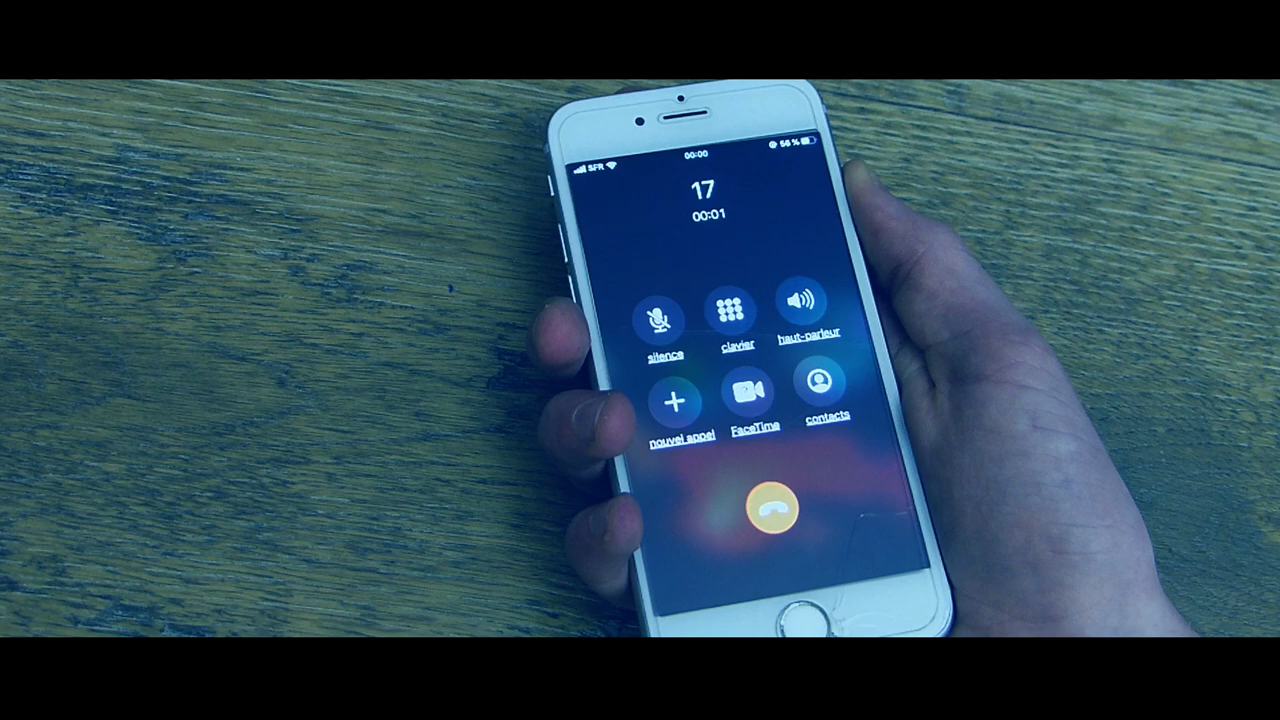 SFR 00:00 56 %
17
00:01
silence clavier haut-parleur
nouvel appel FaceTime contacts